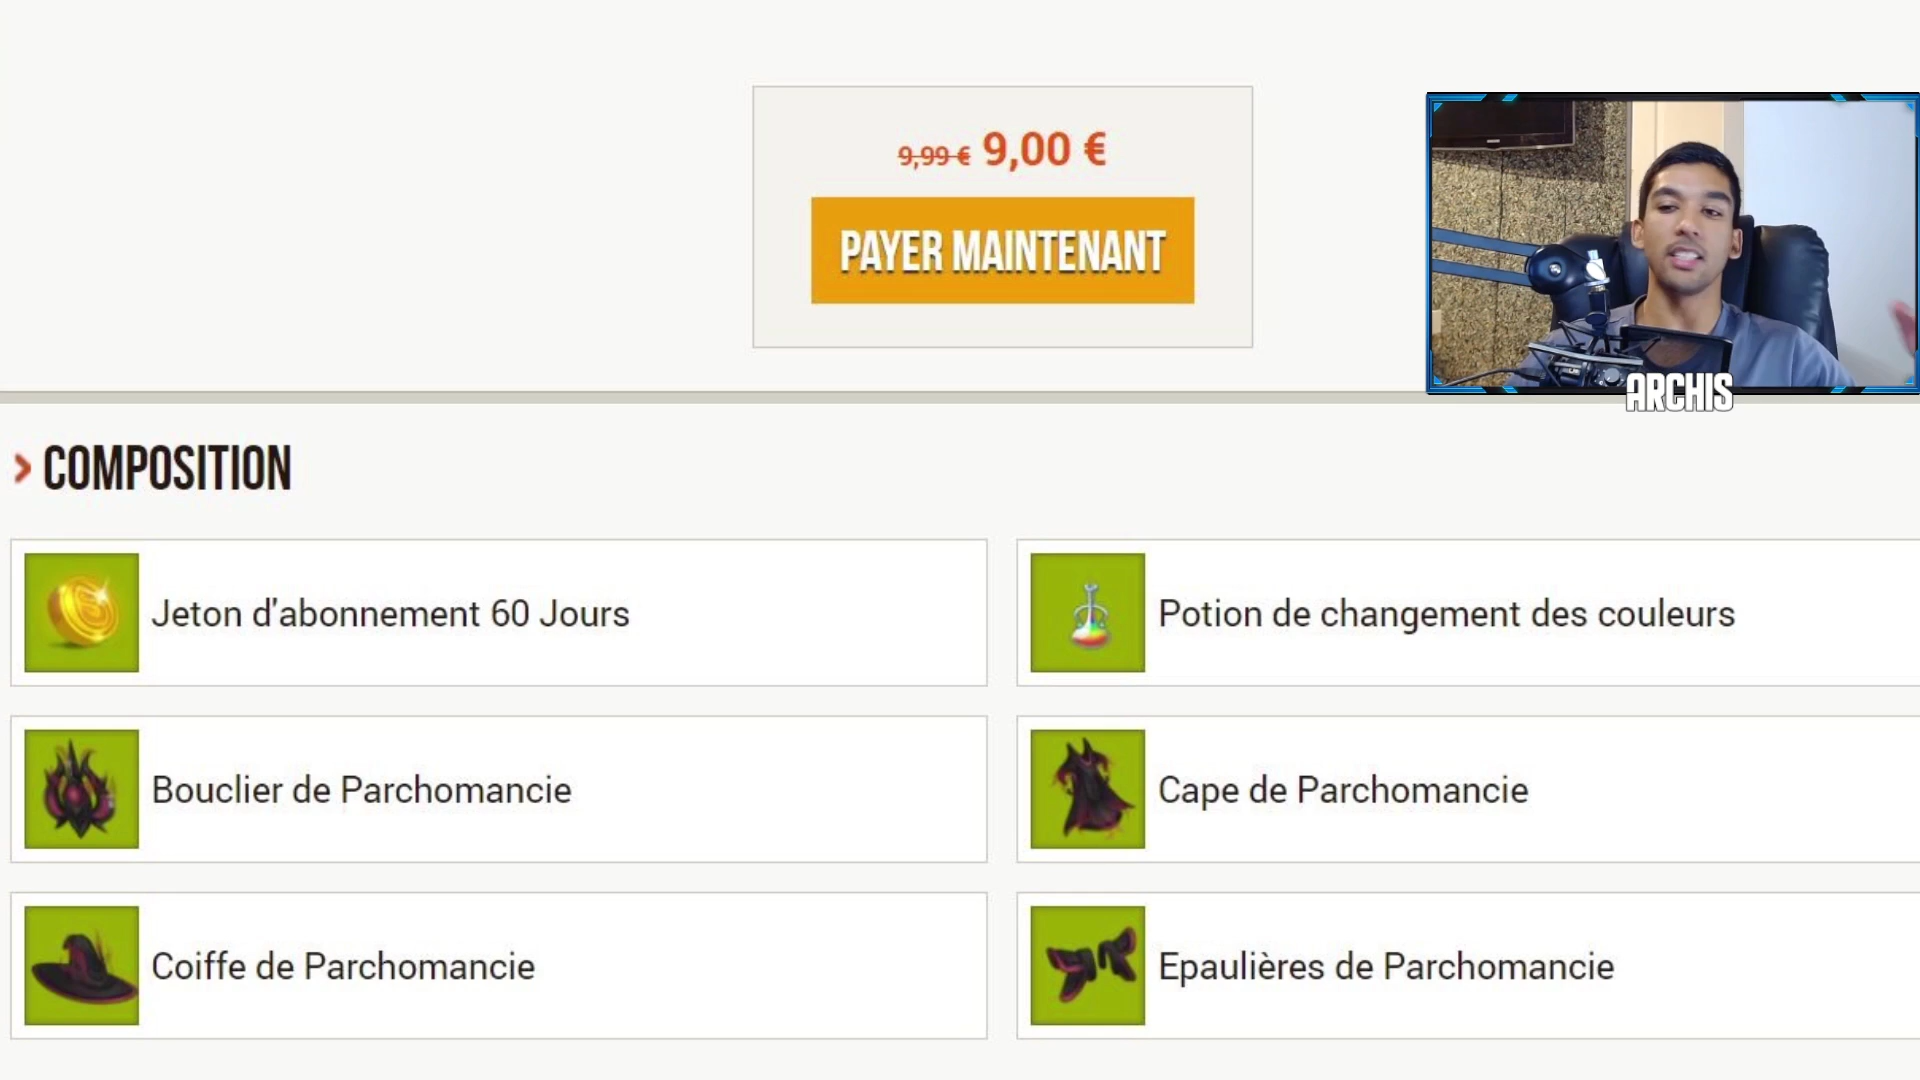 9,99 € 9,00 €
PAYER MAINTENANT
ARCHIS
> COMPOSITION
Jeton d'abonnement 60 Jours
Potion de changement des couleurs
Bouclier de Parchomancie
Cape de Parchomancie
Coiffe de Parchomancie
Epaulières de Parchomancie